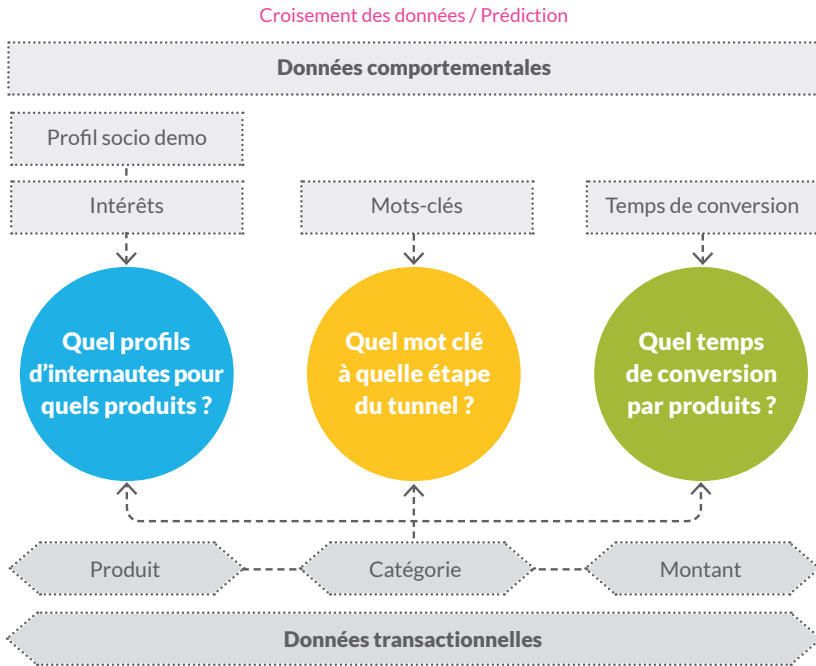 Croisement des données / Prédiction
Données comportementales
Profil socio demo
Intérêts
Mots-clés
Temps de conversion
Quel profils
d'internautes pour
quels produits ?
Quel mot clé
à quelle étape
du tunnel ?
Quel temps
de conversion
par produits ?
Produit
Catégorie
Montant
Données transactionnelles